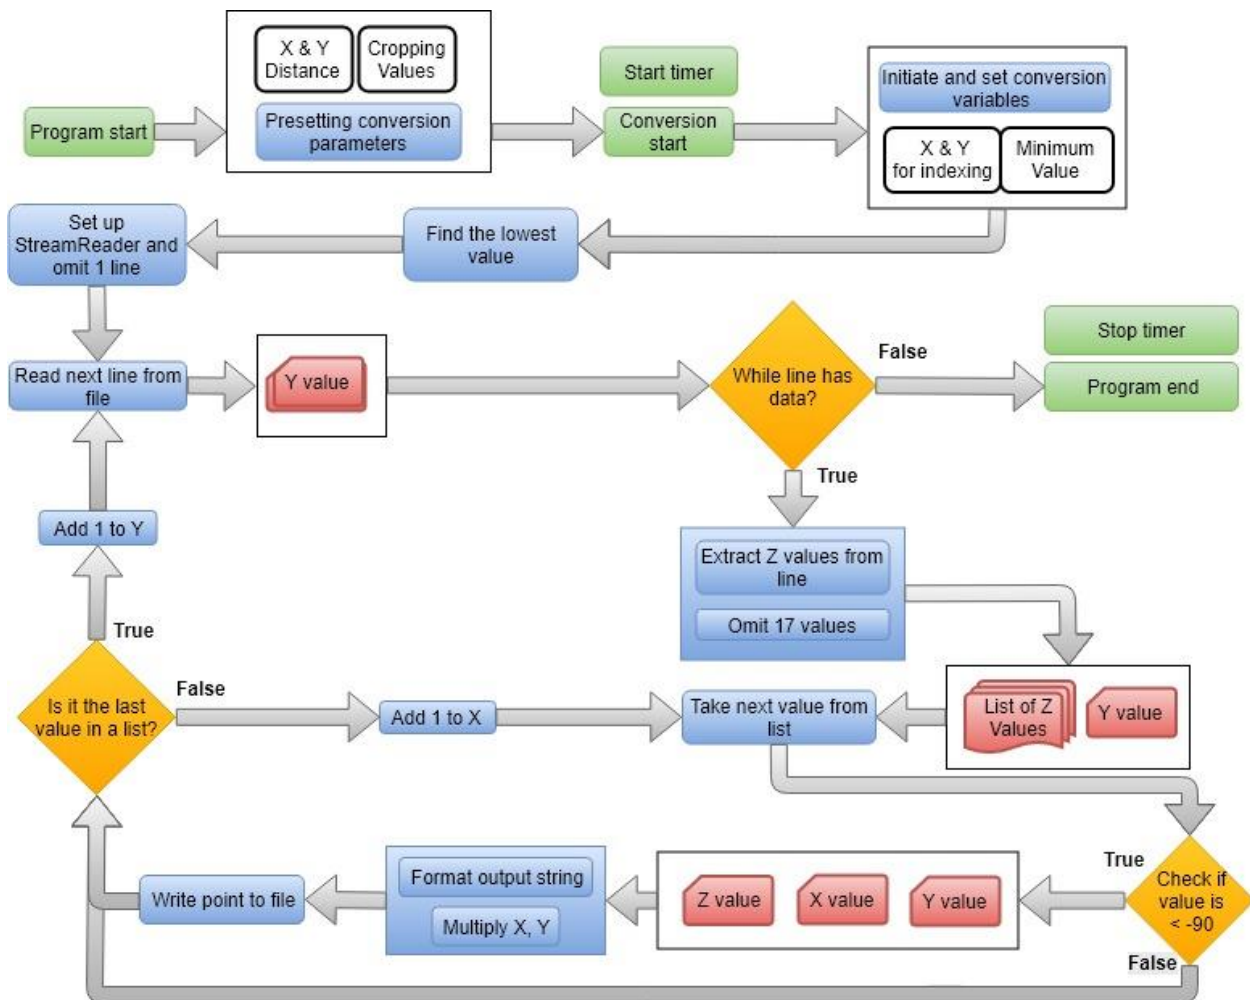 X & Y
Distance
Cropping
Values
Presetting conversion
parameters
Program start
Start timer
Conversion
start
Initiate and set conversion
variables
X & Y
for indexing
Minimum
Value
Set up
StreamReader and
omit 1 line
Find the lowest
value
Read next line from
file
Y value
While line has
data?
False
Stop timer
Program end
True
Add 1 to Y
Extract Z values from
line
Omit 17 values
True
Is it the last
value in a list?
False
Add 1 to X
Take next value from
list
List of Z
Values
Y value
True
Check if
value is
< -90
False
Z value
X value
Y value
Format output string
Multiply X, Y
Write point to file